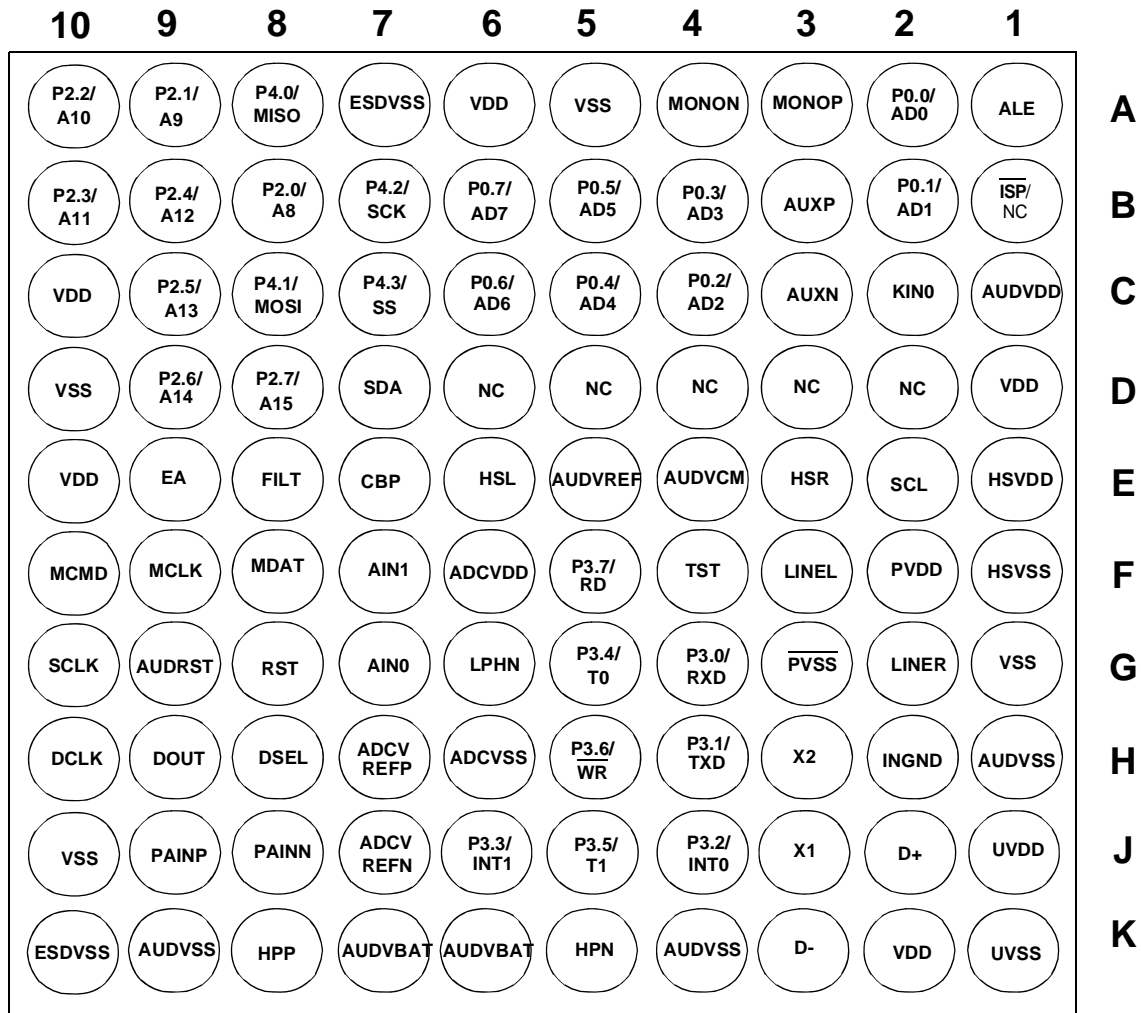 10 9 8 7 6 5 4 3 2 1
P2.2/ P2.1/ P4.0/ ESDVSS VDD VSS MONON MONOP P0.0/ ALE A
A10 A9 MISO AD0
P2.3/ P2.4/ P2.0/ P4.2/ P0.7/ P0.5/ P0.3/ AUXP P0.1/ ISP/ B
A11 A12 A8 SCK AD7 AD5 AD3 AD1 NC
VDD P2.5/ P4.1/ P4.3/ P0.6/ P0.4/ P0.2/ AUXN KIN0 AUDVDD C
A13 MOSI SS AD6 AD4 AD2
VSS P2.6/ P2.7/ SDA NC NC NC NC NC VDD D
A14 A15
VDD EA FILT CBP HSL AUDVREF AUDVCM HSR SCL HSVDD E
MCMD MCLK MDAT AIN1 ADCVDD P3.7/ TST LINEL PVDD HSVSS F
RD
SCLK AUDRST RST AIN0 LPHN P3.4/ P3.0/ PVSS LINER VSS G
T0 RXD
DCLK DOUT DSEL ADCV ADCVSS P3.6/ P3.1/ X2 INGND AUDVSS H
REFP WR TXD
VSS PAINP PAINN ADCV P3.3/ P3.5/ P3.2/ X1 D+ UVDD J
REFN INT1 T1 INT0
ESDVSS AUDVSS HPP AUDVBAT AUDVBAT HPN AUDVSS D- VDD UVSS K